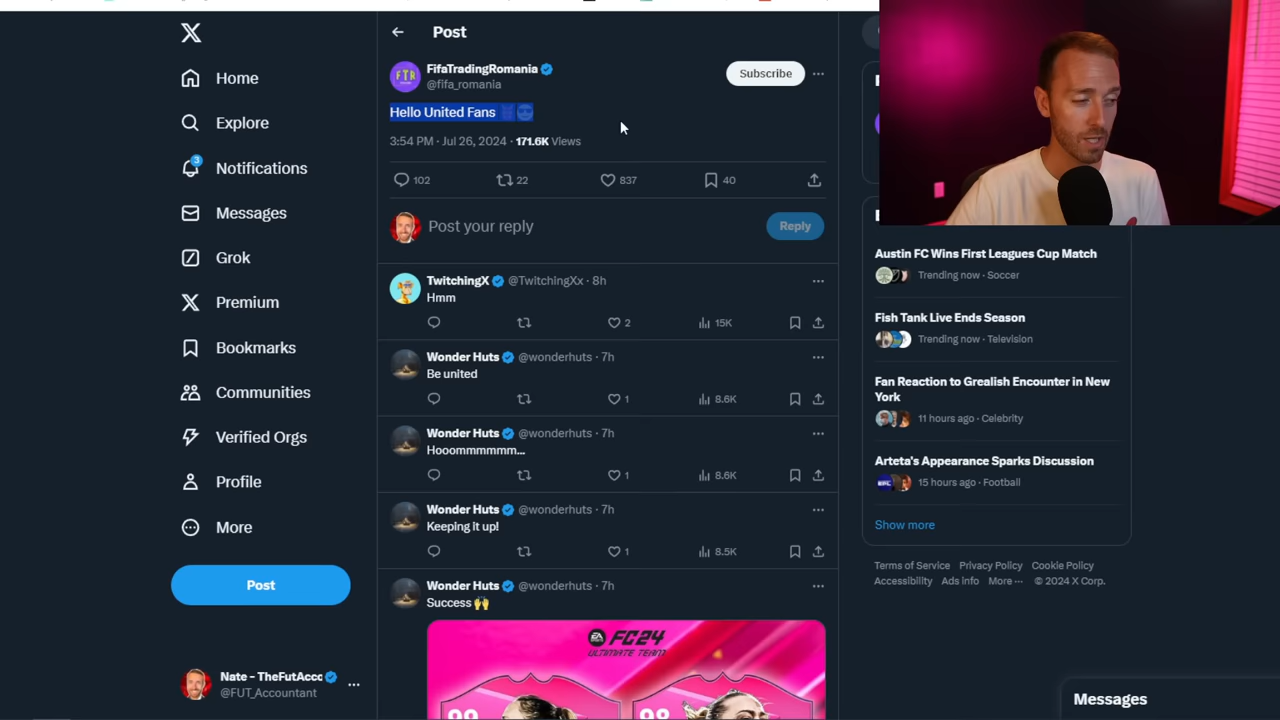 Post
FifaTradingRomania
@fifa_romania
Subscribe
Hello United Fans
3:54 PM · Jul 26, 2024 · 171.6K Views
102
22
837
40
Post your reply
Reply
TwitchingX @TwitchingXx · 8h
Hmm
2
15K
Wonder Huts @wonderhuts · 7h
Be united
1
8.6K
Wonder Huts @wonderhuts · 7h
Hooommmmmm...
1
8.6K
Wonder Huts @wonderhuts · 7h
Keeping it up!
1
8.5K
Wonder Huts @wonderhuts · 7h
Success 🙌
EA FC24
ULTIMATE TEAM
99
98
Home
Explore
3
Notifications
Messages
Grok
Premium
Bookmarks
Communities
Verified Orgs
Profile
More
Post
Nate - TheFutAcc
@FUT_Accountant
FTR
Austin FC Wins First Leagues Cup Match
Trending now · Soccer
Fish Tank Live Ends Season
Trending now · Television
Fan Reaction to Grealish Encounter in New
York
11 hours ago · Celebrity
Arteta's Appearance Sparks Discussion
15 hours ago · Football
Show more
Terms of Service Privacy Policy Cookie Policy
Accessibility Ads info More ··· © 2024 X Corp.
Messages